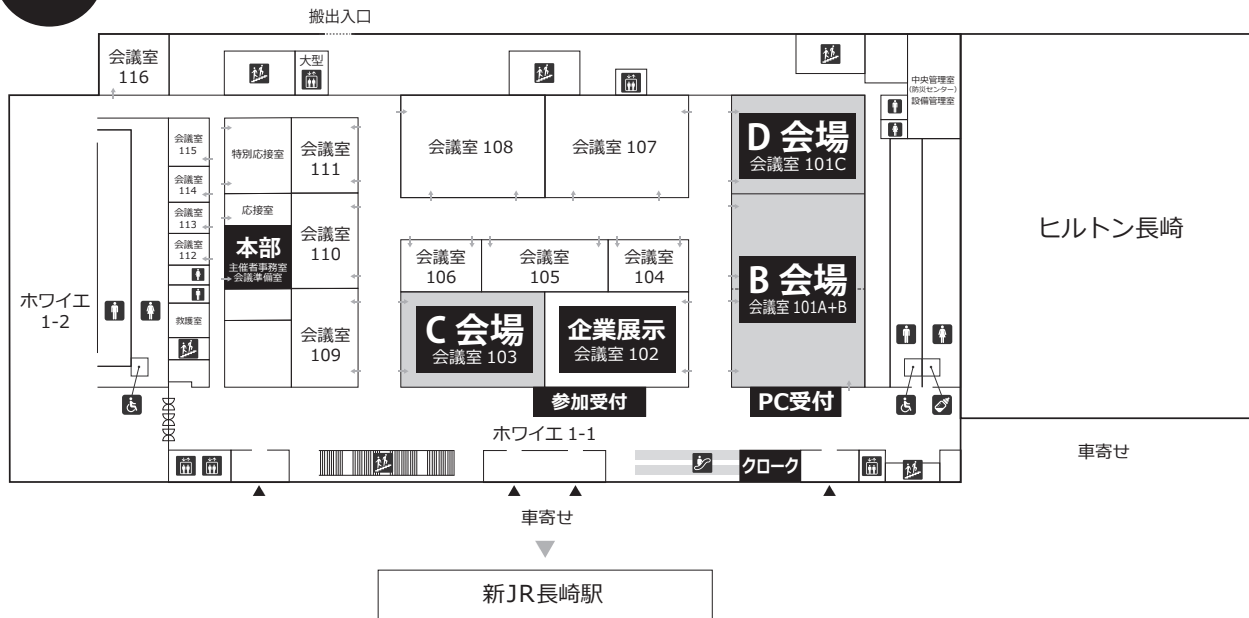 搬出入口
会議室
116
大型
中央管理室
(防災センター)
設備管理室
会議室
115
特別応接室
会議室
111
会議室 108
会議室 107
D 会場
会議室 101C
会議室
114
応接室
会議室
113
会議室
112
本部
主催者事務室
会議準備室
会議室
110
会議室
106
会議室
105
会議室
104
B 会場
会議室 101A+B
ヒルトン長崎
ホワイエ
1-2
救護室
会議室
109
C 会場
会議室 103
企業展示
会議室 102
参加受付
PC受付
ホワイエ 1-1
クローク
車寄せ
車寄せ
新JR長崎駅